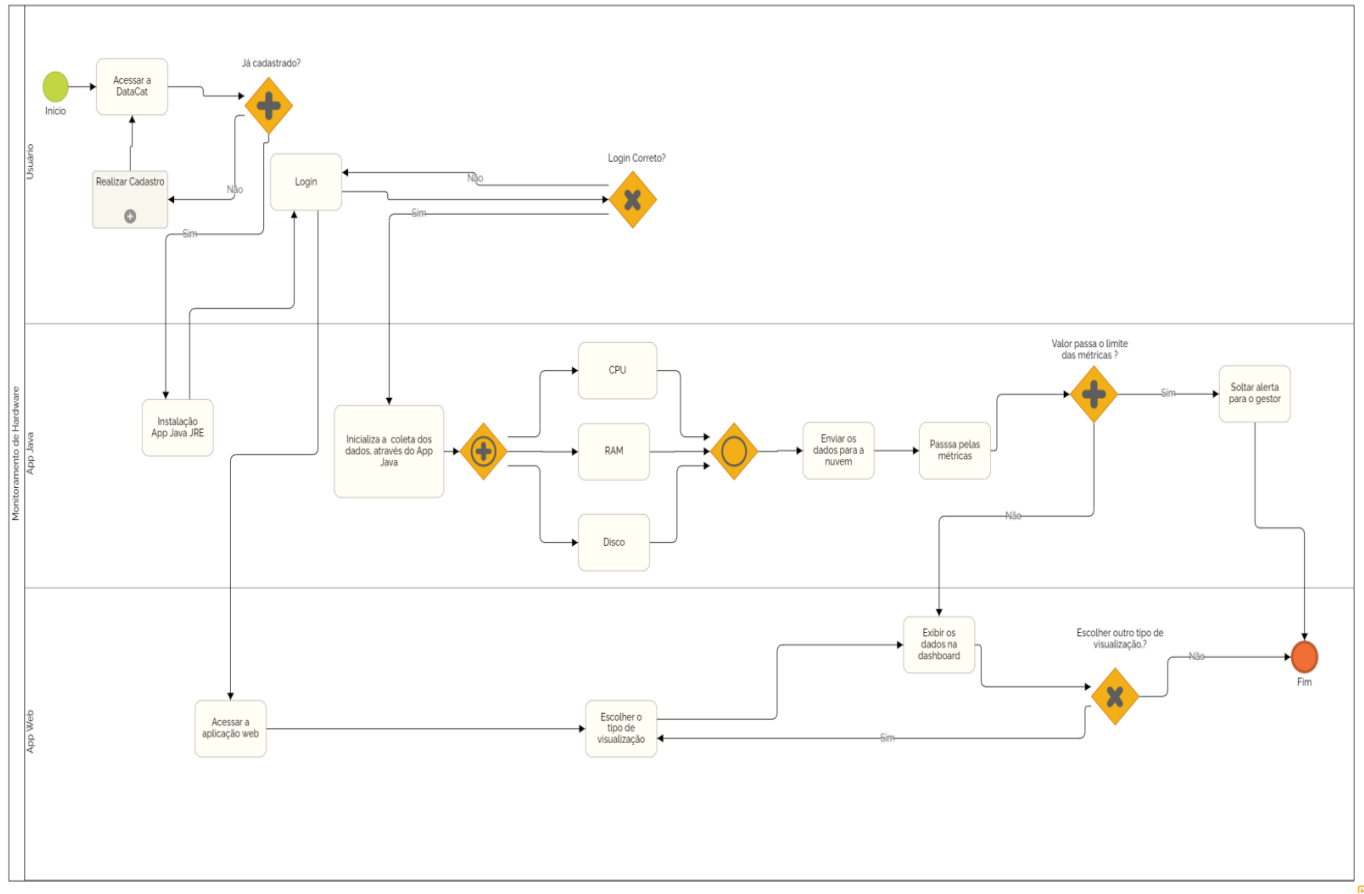 Monitoramento de Hardware
Usuário
Início
Acessar a
DataCat
Já cadastrado?
Realizar Cadastro
Não
Sim
Login
Login Correto?
Não
Sim
App Java
Instalação
App Java JRE
Inicializa a coleta dos
dados. através do App
Java
CPU
RAM
Disco
Enviar os
dados para a
nuvem
Passsa pelas
métricas
Valor passa o limite
das métricas ?
Sim
Não
Soltar alerta
para o gestor
App Web
Acessar a
aplicação web
Escolher o
tipo de
visualização
Exibir os
dados na
dashboard
Escolher outro tipo de
visualização.?
Não
Sim
Fim